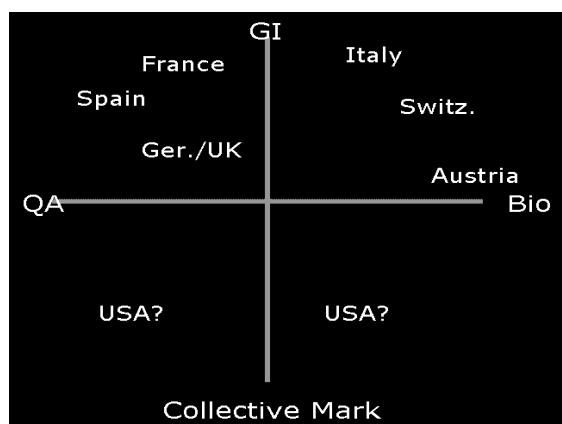 GI
France
Italy
Spain
Switz.
Ger./UK
Austria
QA
Bio
USA?
USA?
Collective Mark